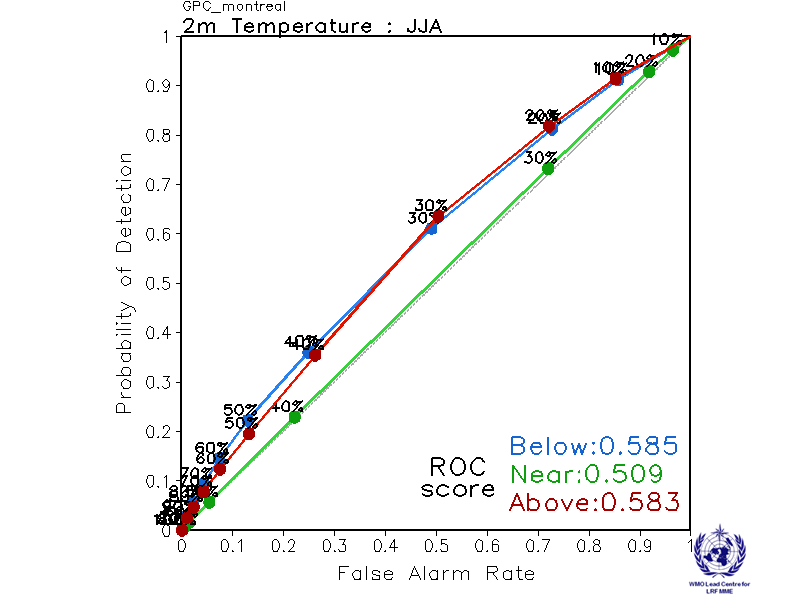 GPC_montreal
2m Temperature : JJA
1
0.9
0.8
0.7
0.6
0.5
0.4
0.3
0.2
0.1
0
Probability of Detection
10%
20%
10%
10%
20%
20%
30%
30%
30%
40%
40%
40%
50%
50%
60%
60%
70%
70%
ROC
score
Below:0.585
Near:0.509
Above:0.583
0 0.1 0.2 0.3 0.4 0.5 0.6 0.7 0.8 0.9 1
False Alarm Rate
WMO Lead Centre for
LRF MME